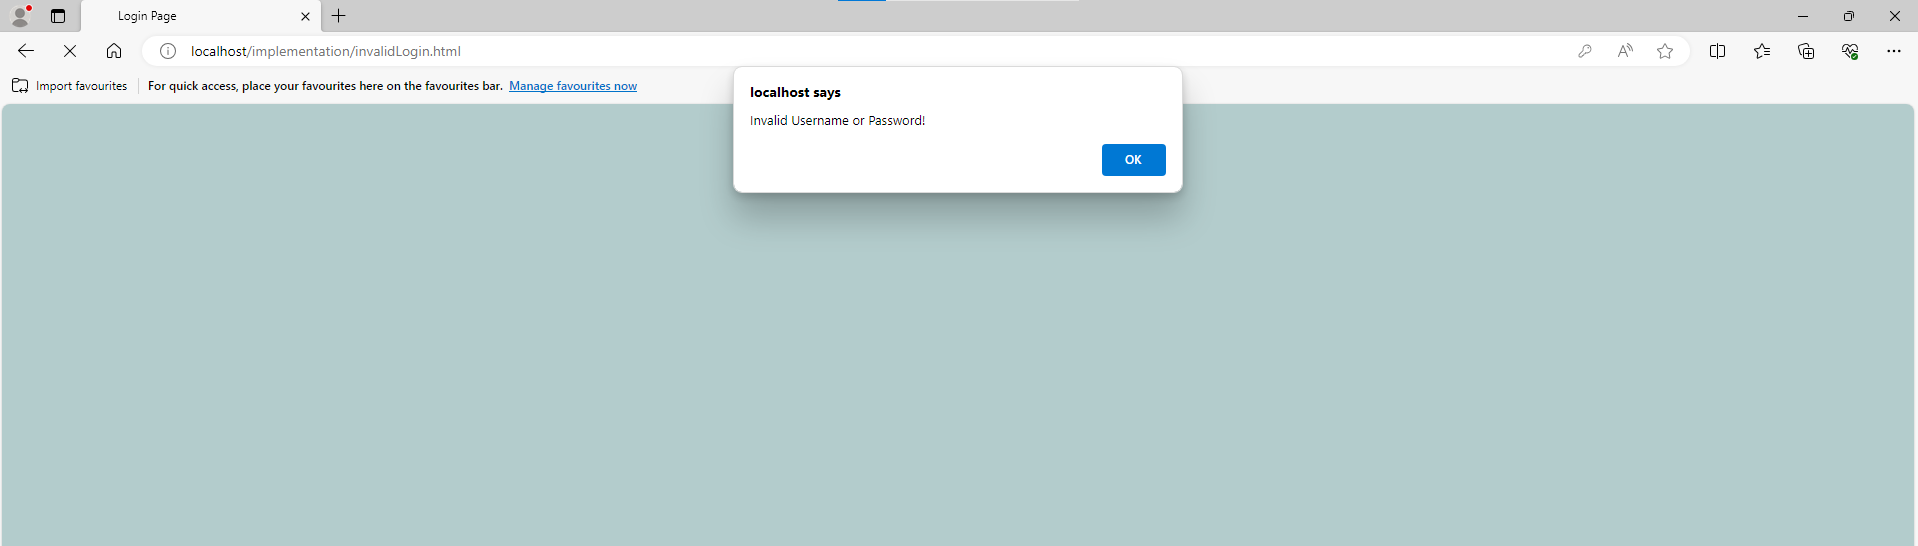 Login Page
localhost/implementation/invalidLogin.html
Import favourites
For quick access, place your favourites here on the favourites bar. Manage favourites now
localhost says
Invalid Username or Password!
OK